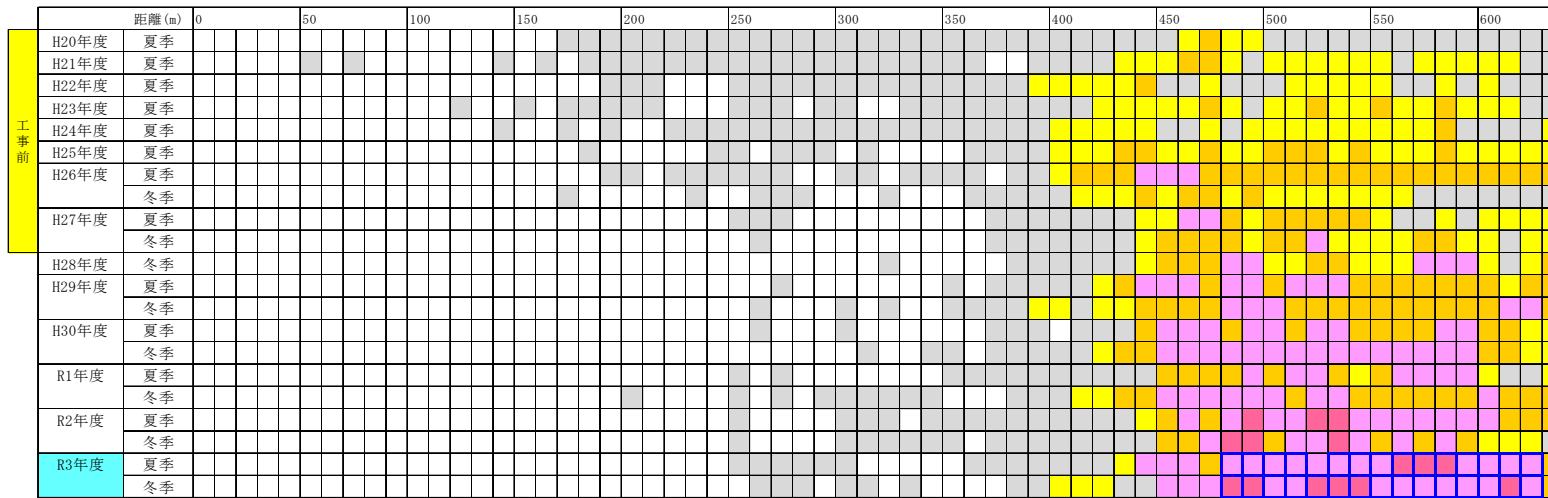 距離(m) 0 50 100 150 200 250 300 350 400 450 500 550 600
工事前
H20年度 夏季
H21年度 夏季
H22年度 夏季
H23年度 夏季
H24年度 夏季
H25年度 夏季
H26年度 夏季
冬季
H27年度 夏季
冬季
H28年度 冬季
H29年度 夏季
冬季
H30年度 夏季
冬季
R1年度 夏季
冬季
R2年度 夏季
冬季
R3年度 夏季
冬季